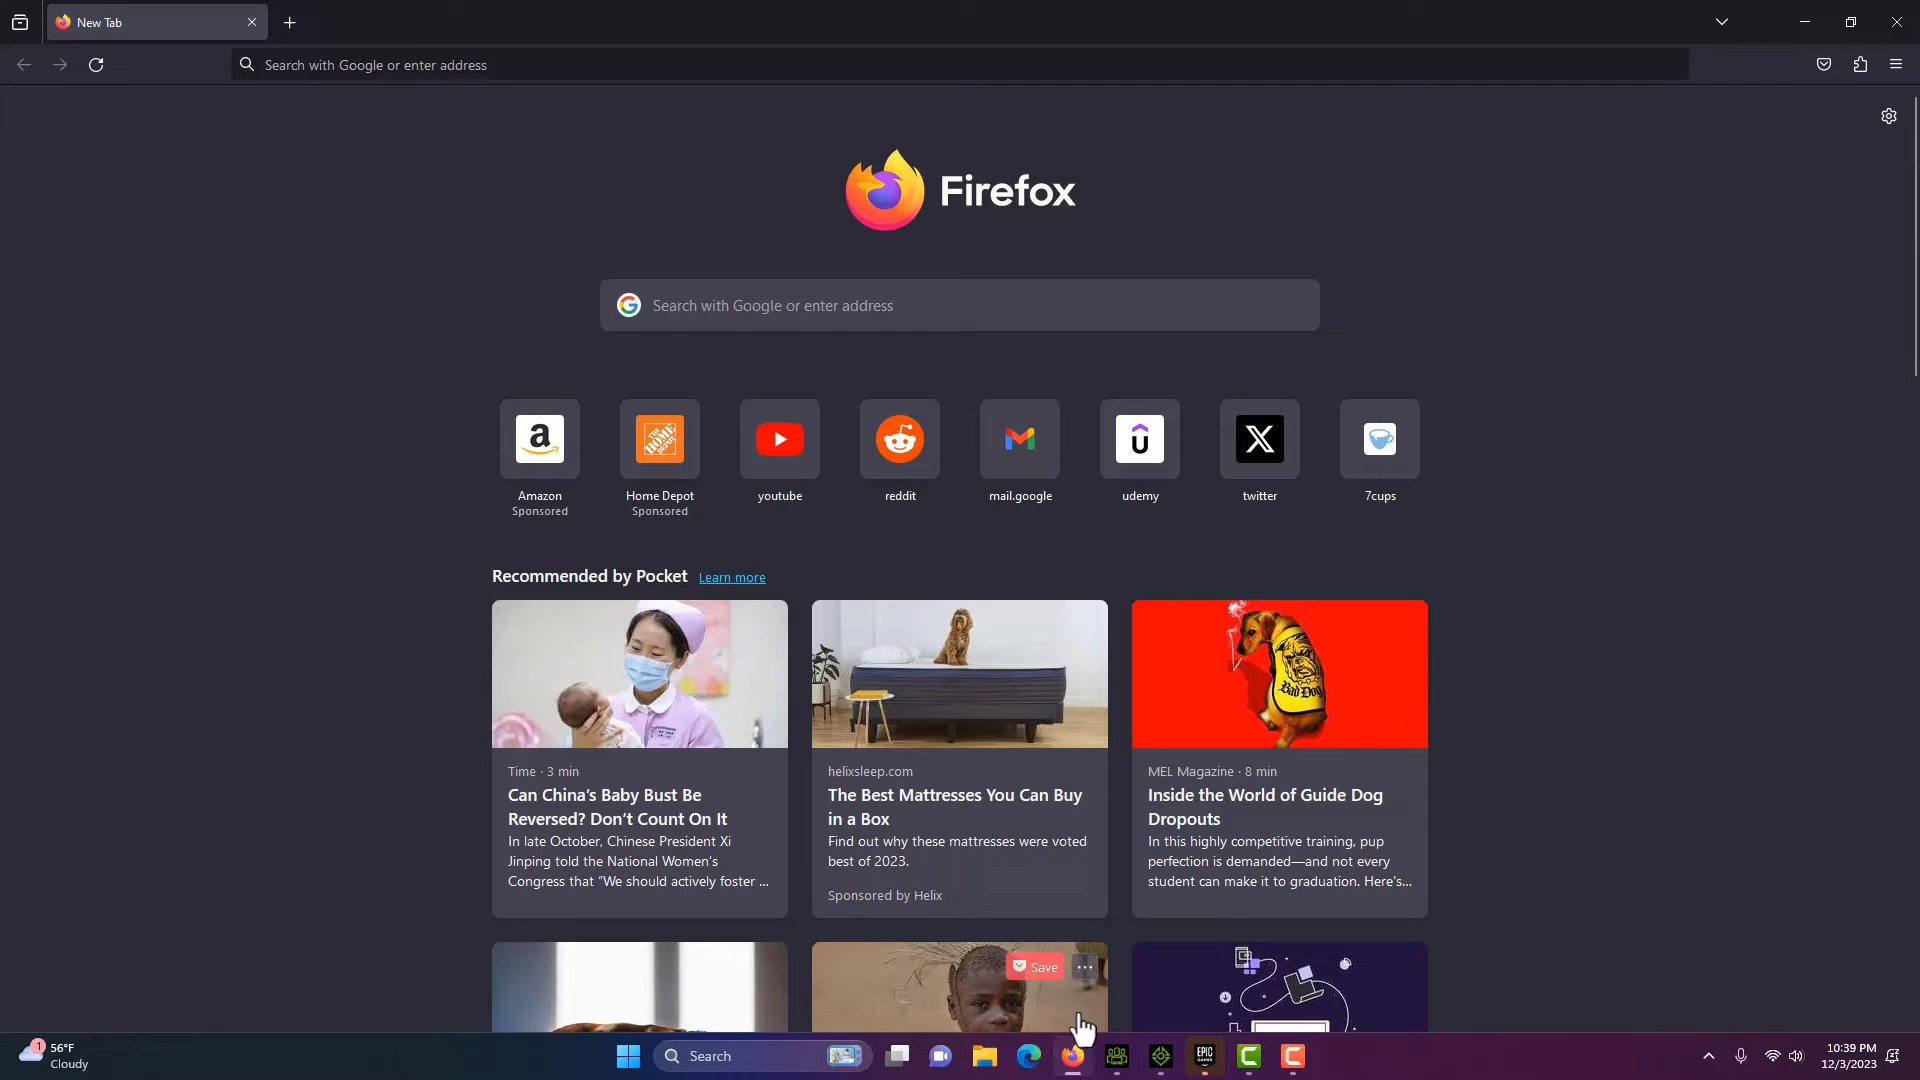 New Tab
Search with Google or enter address
Firefox
Search with Google or enter address
Amazon
Sponsored
Home Depot
Sponsored
youtube
reddit
mail.google
udemy
twitter
7cups
Recommended by Pocket Learn more
Time · 3 min
Can China’s Baby Bust Be
Reversed? Don’t Count On It
In late October, Chinese President Xi
Jinping told the National Women’s
Congress that “We should actively foster ...
helixsleep.com
The Best Mattresses You Can Buy
in a Box
Find out why these mattresses were voted
best of 2023.
Sponsored by Helix
Bad Dog
MEL Magazine · 8 min
Inside the World of Guide Dog
Dropouts
In this highly competitive training, pup
perfection is demanded—and not every
student can make it to graduation. Here's...
Save
1
56°F
Cloudy
Search
EPIC
GAMES
10:39 PM
12/3/2023